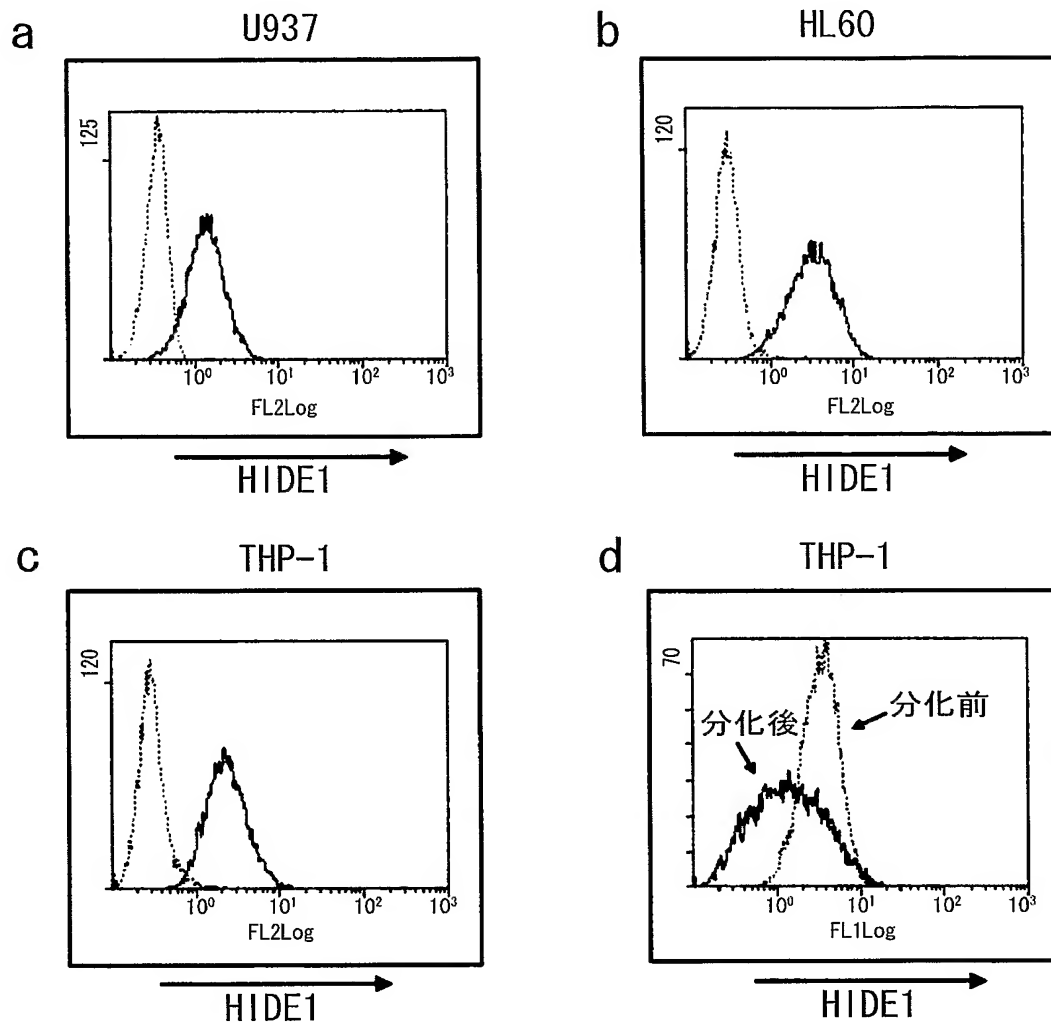 a
U937
125
10⁰ 10¹ 10² 10³
FL2Log
HIDE1
b
HL60
120
10⁰ 10¹ 10² 10³
FL2Log
HIDE1
c
THP-1
120
10⁰ 10¹ 10² 10³
FL2Log
HIDE1
d
THP-1
70
分化後
分化前
10⁰ 10¹ 10² 10³
FL1Log
HIDE1